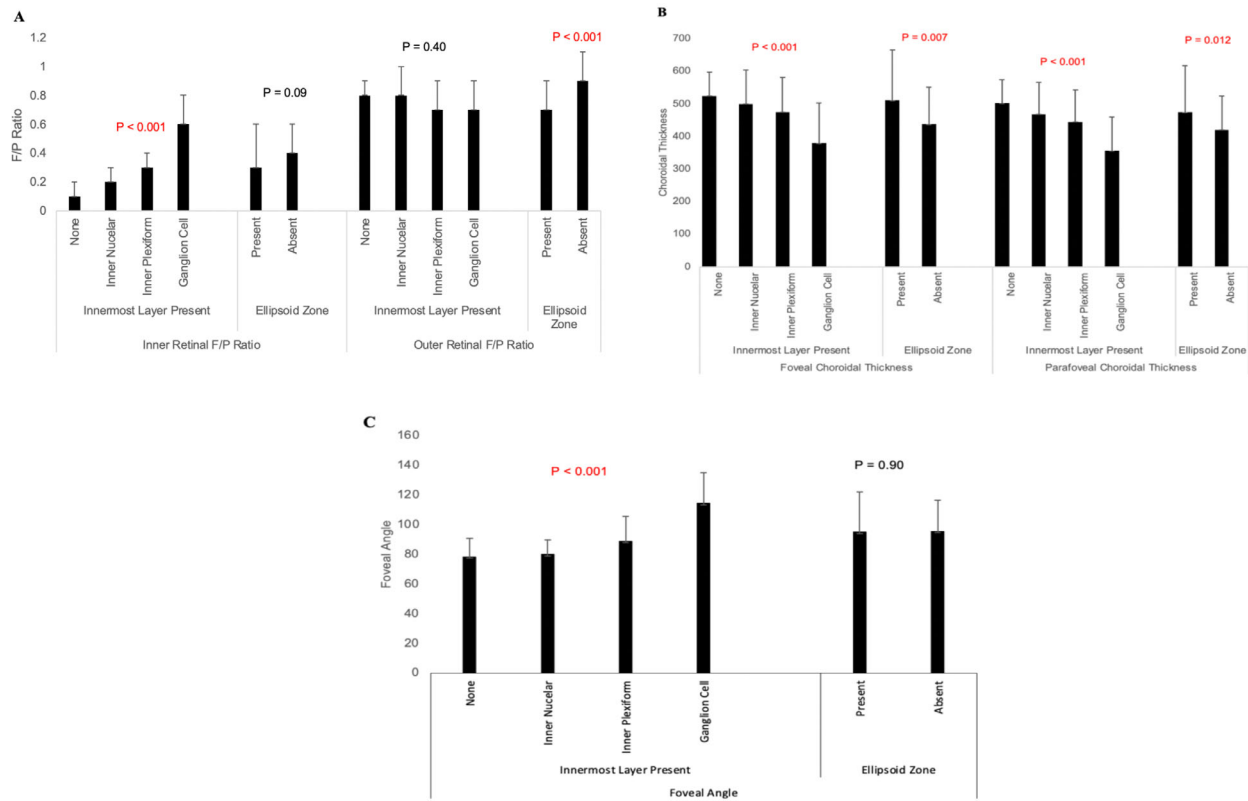 A
1.2
1
0.8
0.6
0.4
0.2
0
F/P Ratio
P < 0.001
P = 0.09
P = 0.40
P < 0.001
None
Inner Nucelar
Inner Plexiform
Ganglion Cell
Present
Absent
None
Inner Nucelar
Inner Plexiform
Ganglion Cell
Present
Absent
Innermost Layer Present
Ellipsoid Zone
Innermost Layer Present
Ellipsoid
Zone
Inner Retinal F/P Ratio
Outer Retinal F/P Ratio
B
700
600
500
400
300
200
100
0
Choroidal Thickness
P < 0.001
P = 0.007
P < 0.001
P = 0.012
None
Inner Nucelar
Inner Plexiform
Ganglion Cell
Present
Absent
None
Inner Nucelar
Inner Plexiform
Ganglion Cell
Present
Absent
Innermost Layer Present
Ellipsoid Zone
Innermost Layer Present
Ellipsoid Zone
Foveal Choroidal Thickness
Parafoveal Choroidal Thickness
C
160
140
120
100
80
60
40
20
0
Foveal Angle
P < 0.001
P = 0.90
None
Inner Nucelar
Inner Plexiform
Ganglion Cell
Present
Absent
Innermost Layer Present
Ellipsoid Zone
Foveal Angle